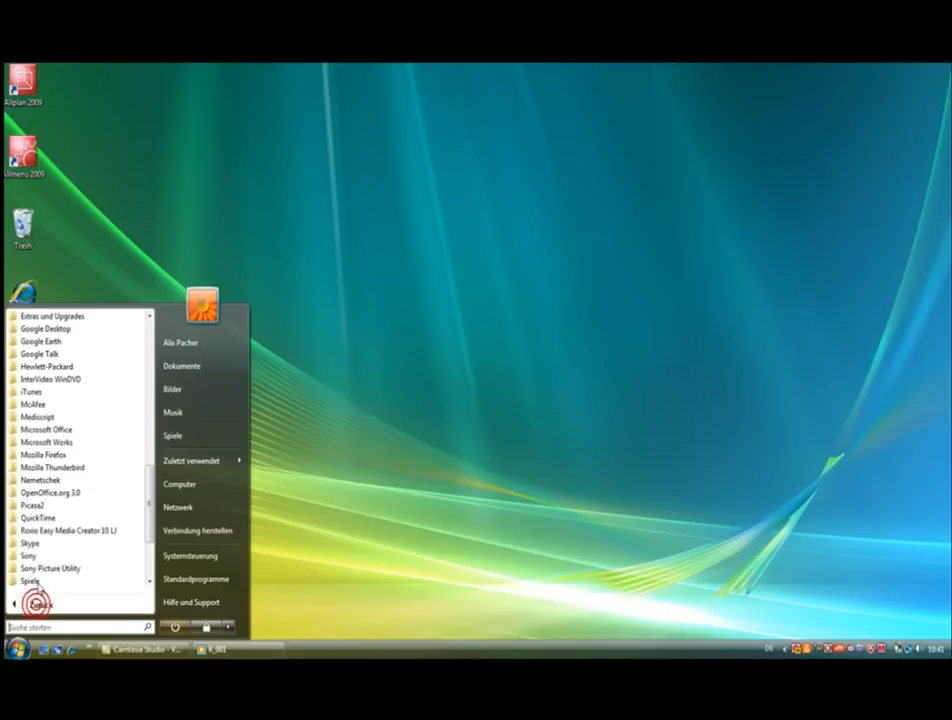 Allplan 2009
Allmenu 2009
Trash
Extras und Upgrades
Google Desktop
Google Earth
Google Talk
Hewlett-Packard
InterVideo WinDVD
iTunes
McAfee
Mediscript
Microsoft Office
Microsoft Works
Mozilla Firefox
Mozilla Thunderbird
Nemetschek
OpenOffice.org 3.0
Picasa2
QuickTime
Roxio Easy Media Creator 10 LJ
Skype
Sony
Sony Picture Utility
Spiele
Zurück
Suche starten
Alix Pacher
Dokumente
Bilder
Musik
Spiele
Zuletzt verwendet
Computer
Netzwerk
Verbindung herstellen
Systemsteuerung
Standardprogramme
Hilfe und Support
Camtasia Studio - V...
K_001
DE
10:41